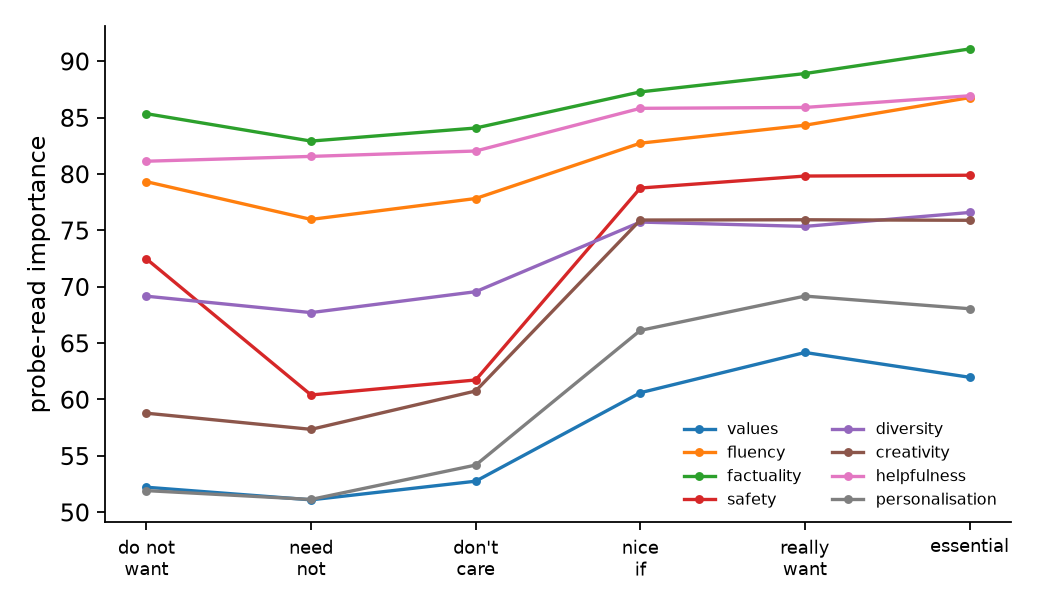 probe-read importance
90
85
80
75
70
65
60
55
50
do not
want
need
not
don't
care
nice
if
really
want
essential
values
fluency
factuality
safety
diversity
creativity
helpfulness
personalisation